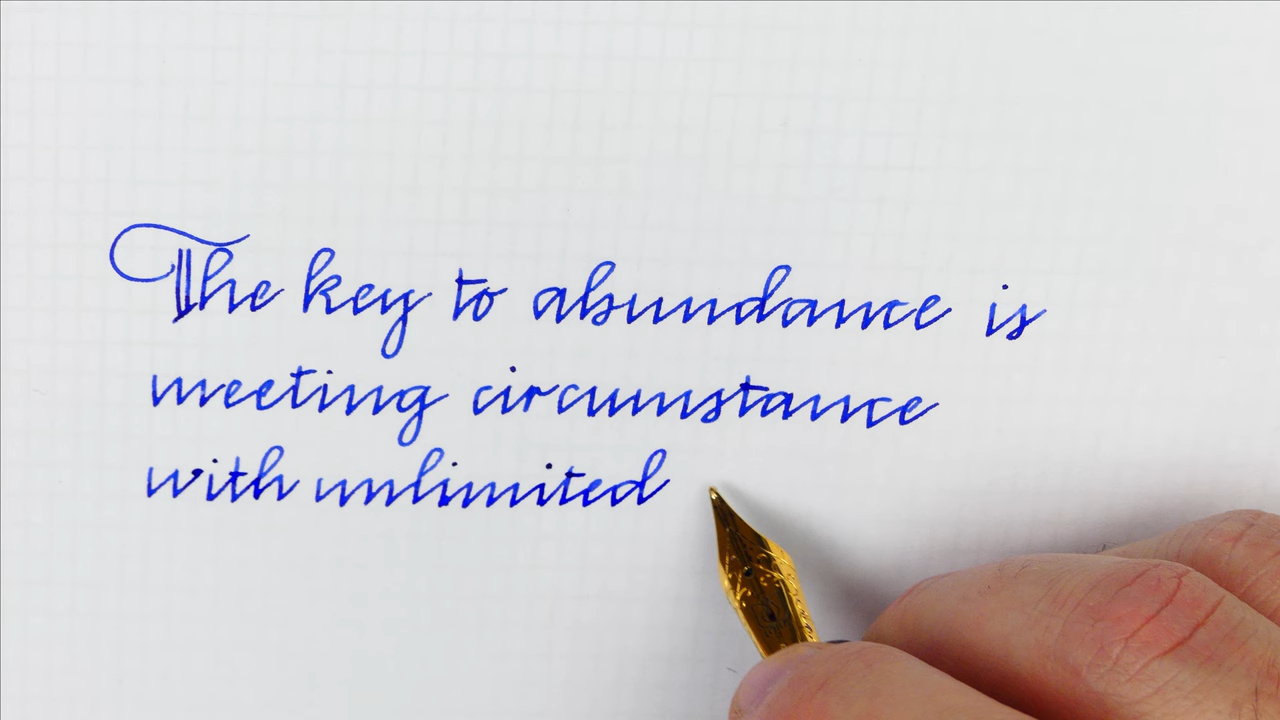 The key to abundance is
meeting circumstance
with unlimited